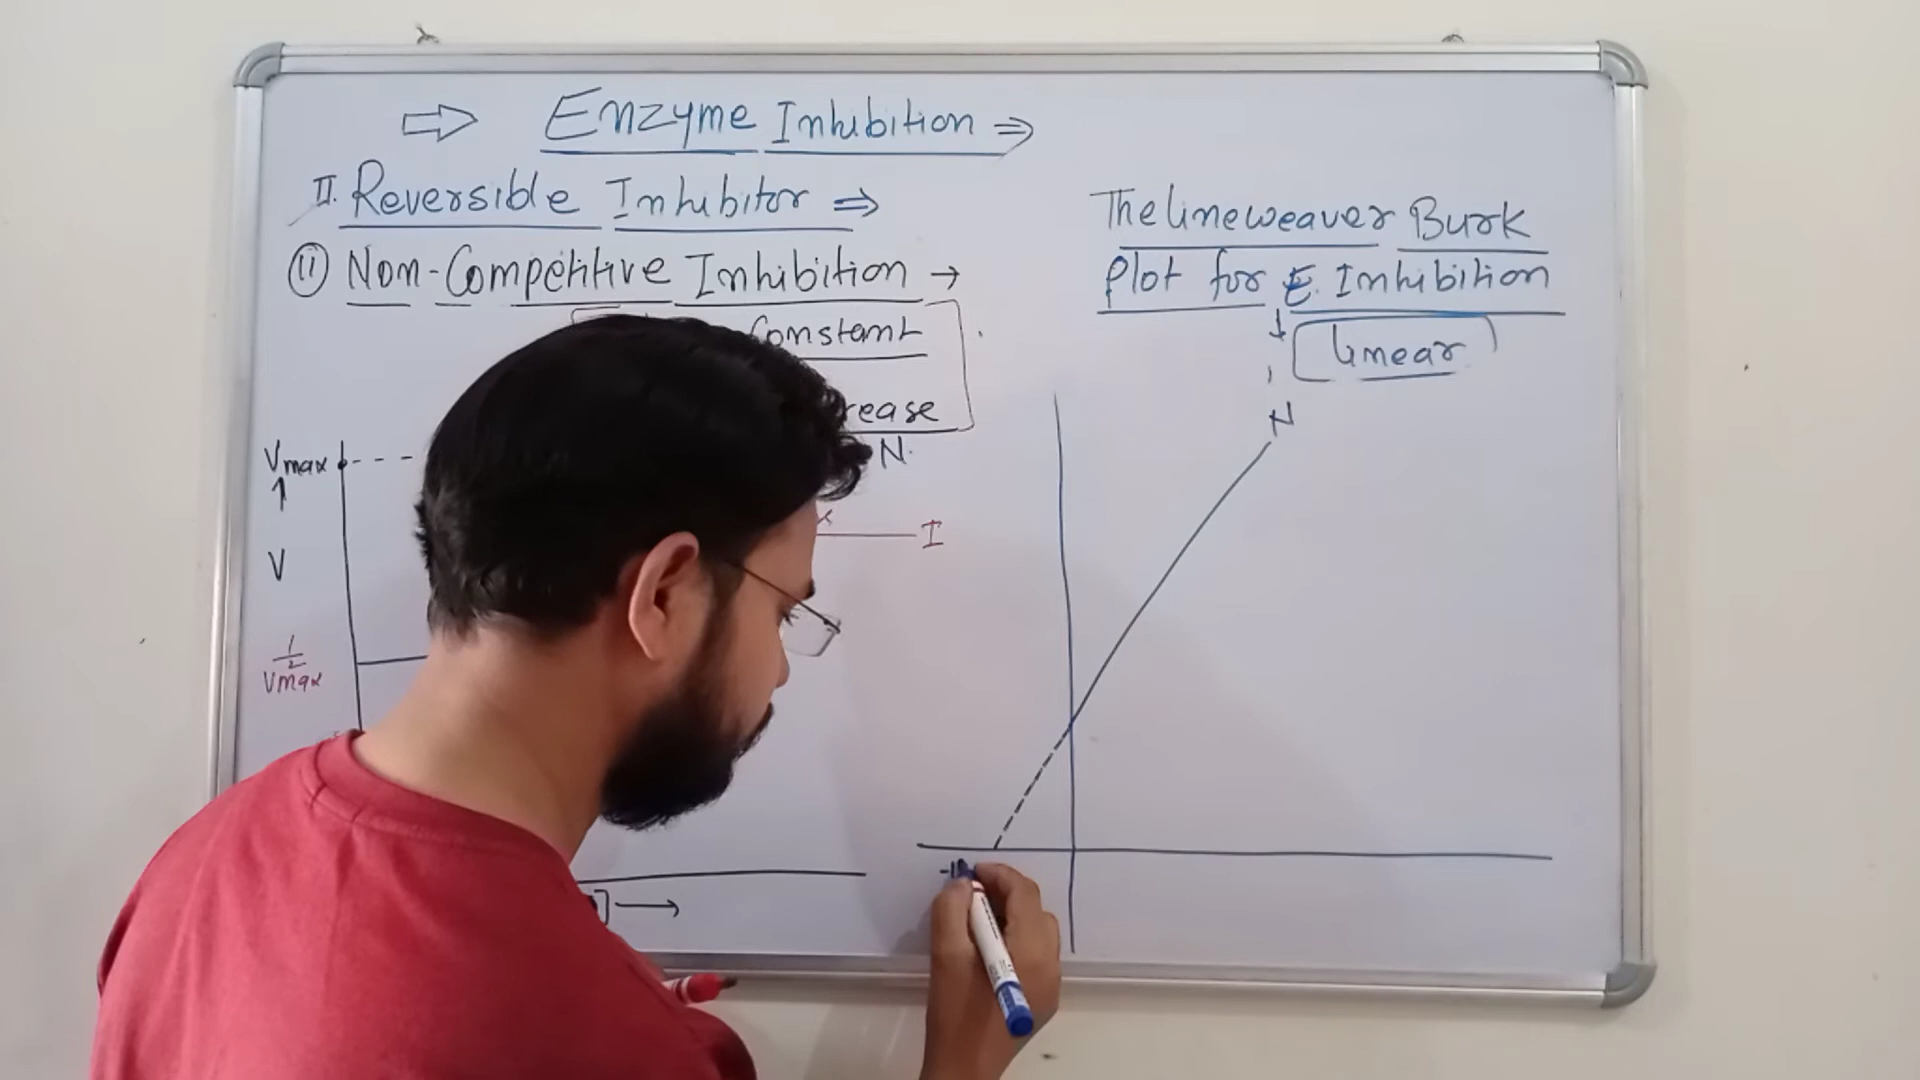 ⇒ Enzyme Inhibition ⇒
II. Reversible Inhibitor ⇒
(ii) Non-Competitive Inhibition →
Constant
rease
Vmax
↑
V
1/2
Vmax
N.
I
→
The lineweaver Burk
Plot for E. Inhibition
↓
linear
N
-1